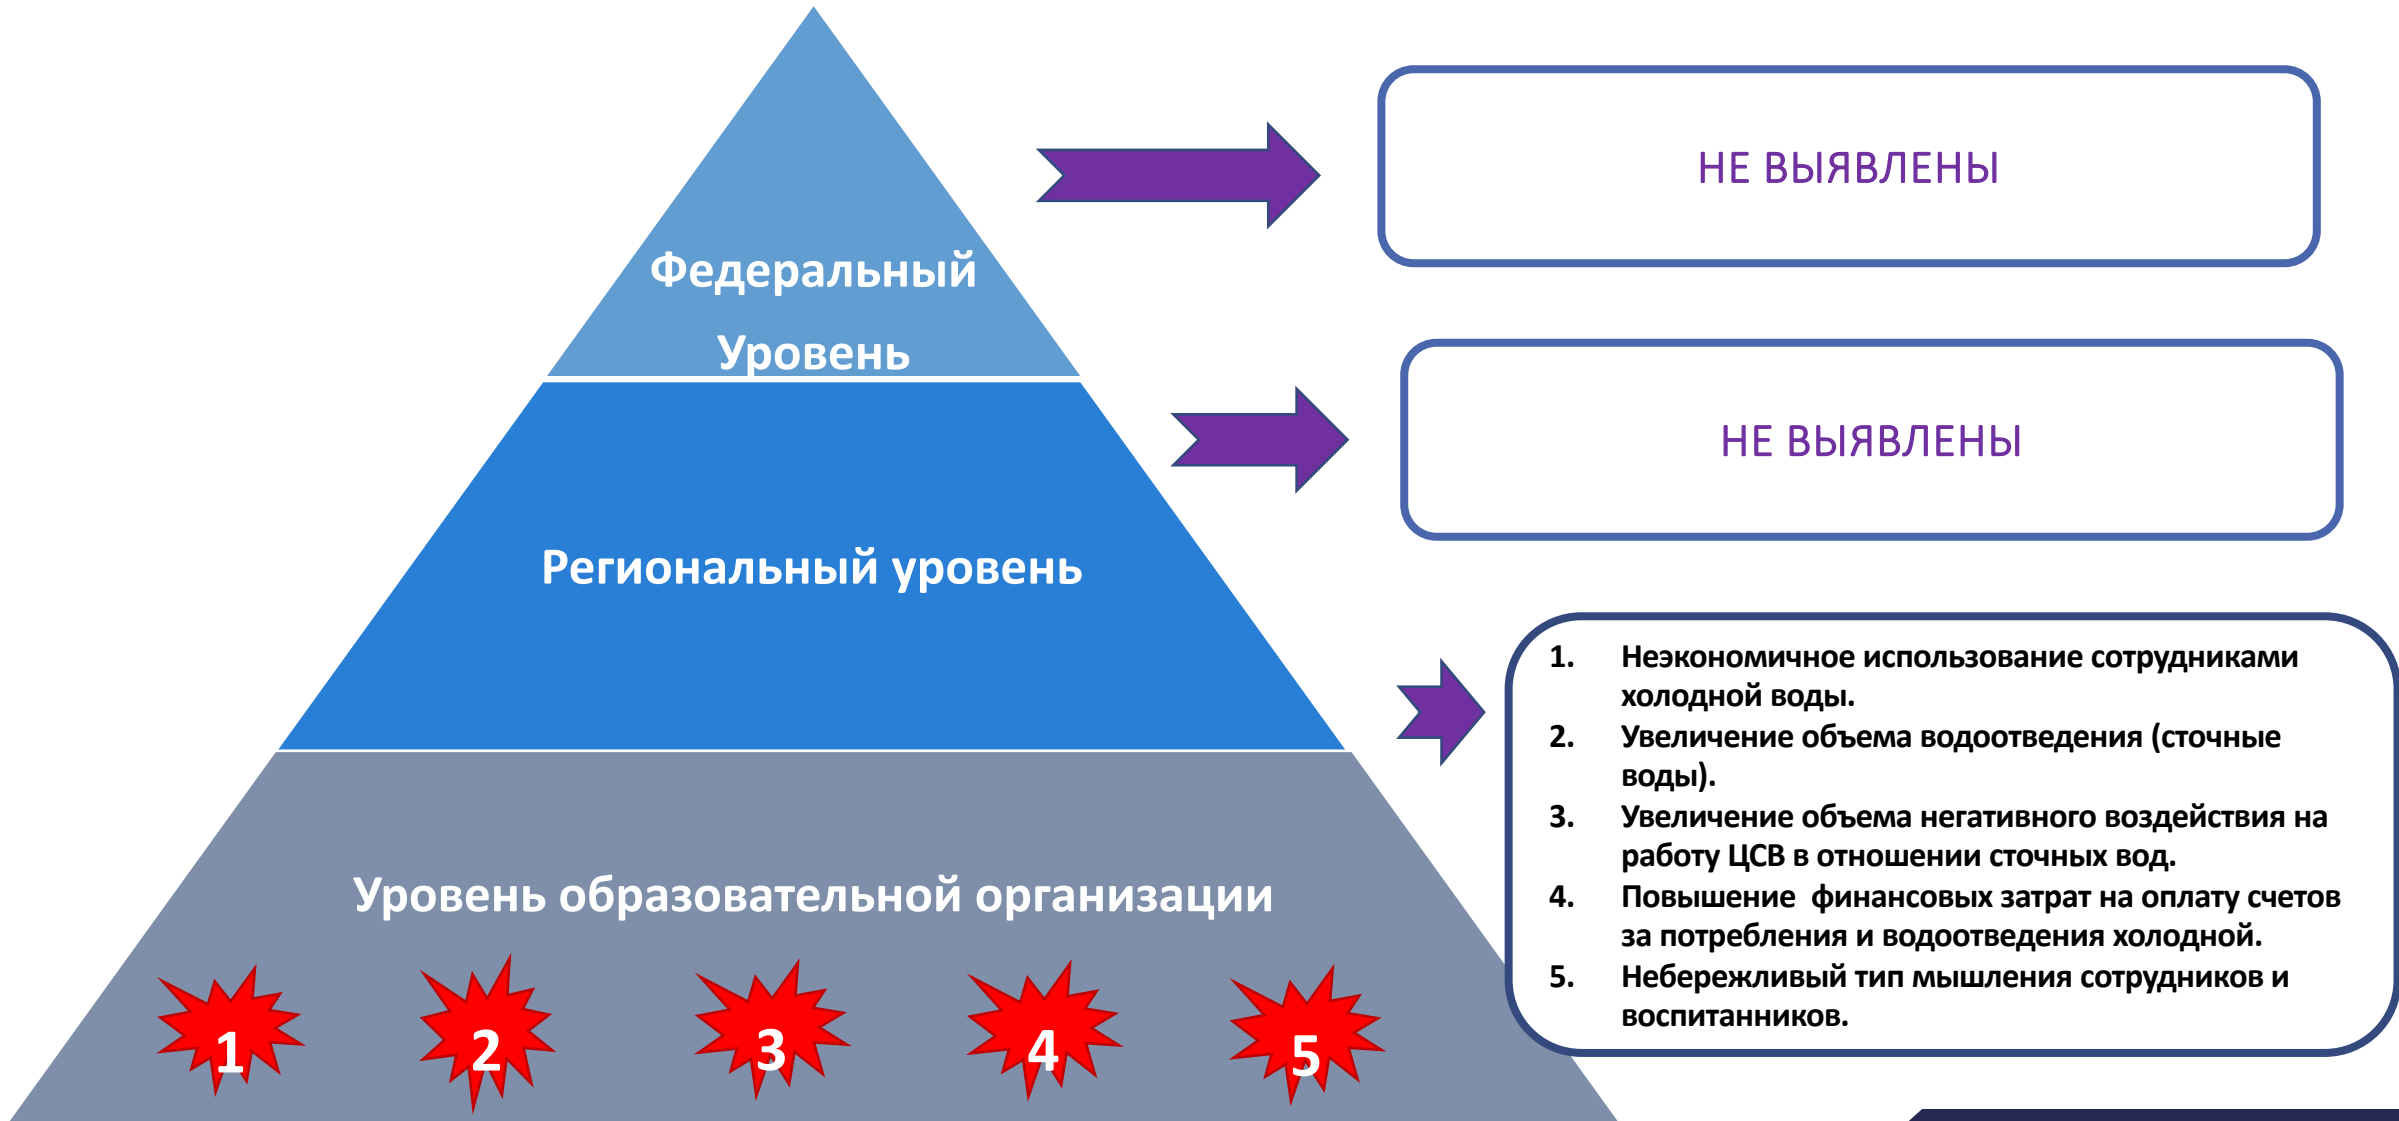 Федеральный
Уровень
НЕ ВЫЯВЛЕНЫ
Региональный уровень
НЕ ВЫЯВЛЕНЫ
Уровень образовательной организации
1
2
3
4
5
1. Неэкономичное использование сотрудниками
холодной воды.
2. Увеличение объема водоотведения (сточные
воды).
3. Увеличение объема негативного воздействия на
работу ЦСВ в отношении сточных вод.
4. Повышение  финансовых затрат на оплату счетов
за потребления и водоотведения холодной.
5. Небережливый тип мышления сотрудников и
воспитанников.